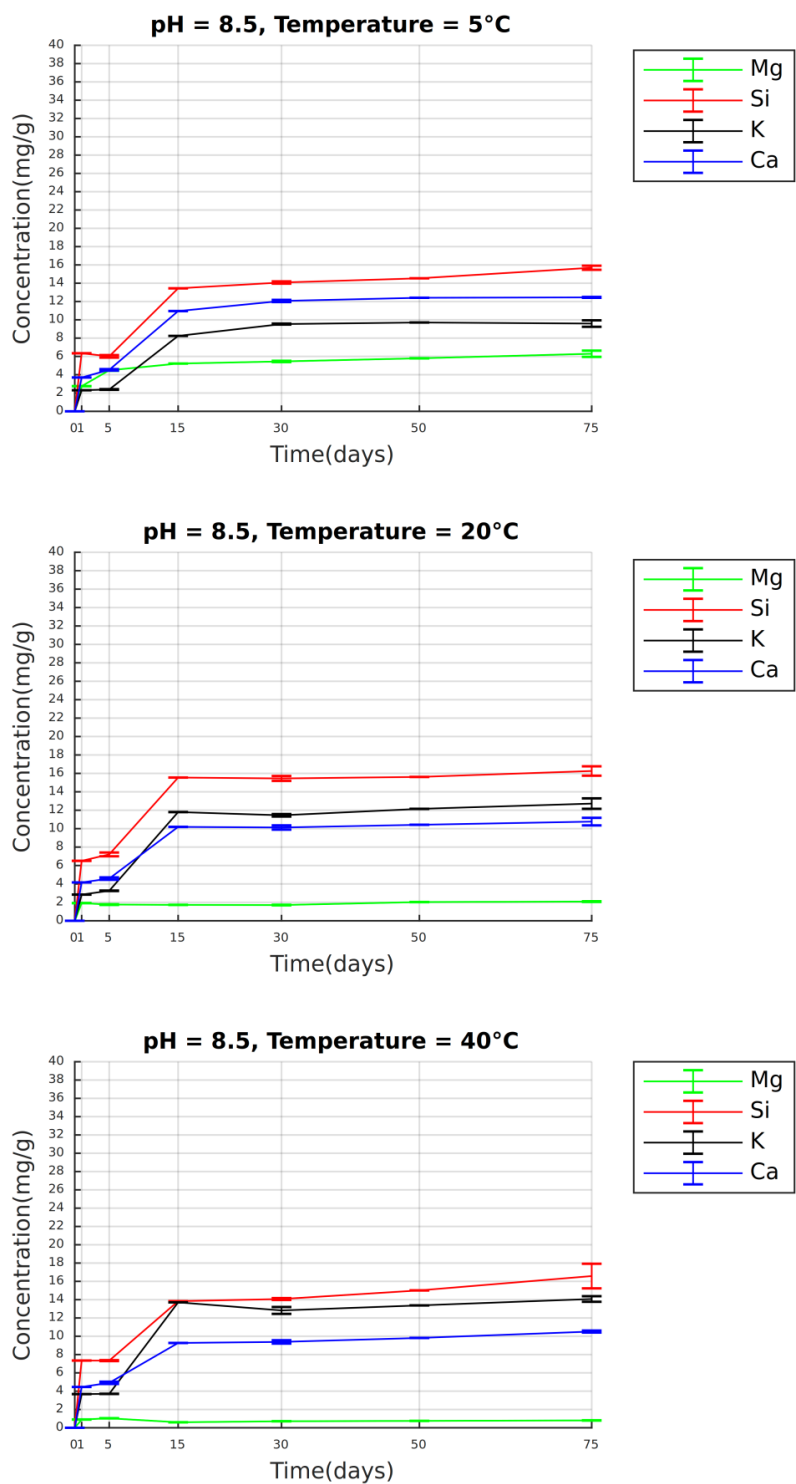 pH = 8.5, Temperature = 5°C
40
38
36
34
32
30
28
26
24
22
20
18
16
14
12
10
8
6
4
2
0
Concentration(mg/g)
0 1 5 15 30 50 75
Time(days)
Mg
Si
K
Ca
pH = 8.5, Temperature = 20°C
40
38
36
34
32
30
28
26
24
22
20
18
16
14
12
10
8
6
4
2
0
Concentration(mg/g)
0 1 5 15 30 50 75
Time(days)
Mg
Si
K
Ca
pH = 8.5, Temperature = 40°C
40
38
36
34
32
30
28
26
24
22
20
18
16
14
12
10
8
6
4
2
0
Concentration(mg/g)
0 1 5 15 30 50 75
Time(days)
Mg
Si
K
Ca